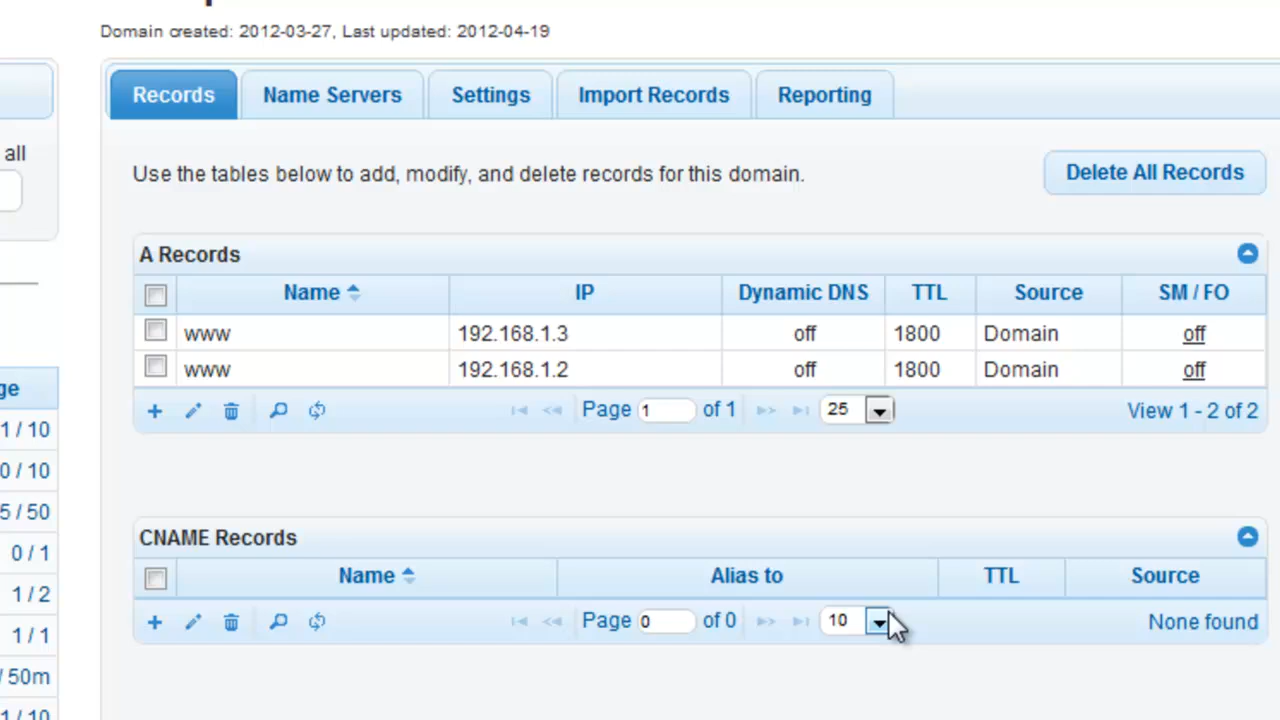 Domain created: 2012-03-27, Last updated: 2012-04-19
Records Name Servers Settings Import Records Reporting
all
Use the tables below to add, modify, and delete records for this domain. Delete All Records
A Records
Name IP Dynamic DNS TTL Source SM / FO
www 192.168.1.3 off 1800 Domain off
www 192.168.1.2 off 1800 Domain off
Page 1 of 1 25 View 1 - 2 of 2
ge
1 / 10
0 / 10
5 / 50
0 / 1
1 / 2
1 / 1
/ 50m
1 / 10
CNAME Records
Name Alias to TTL Source
Page 0 of 0 10 None found